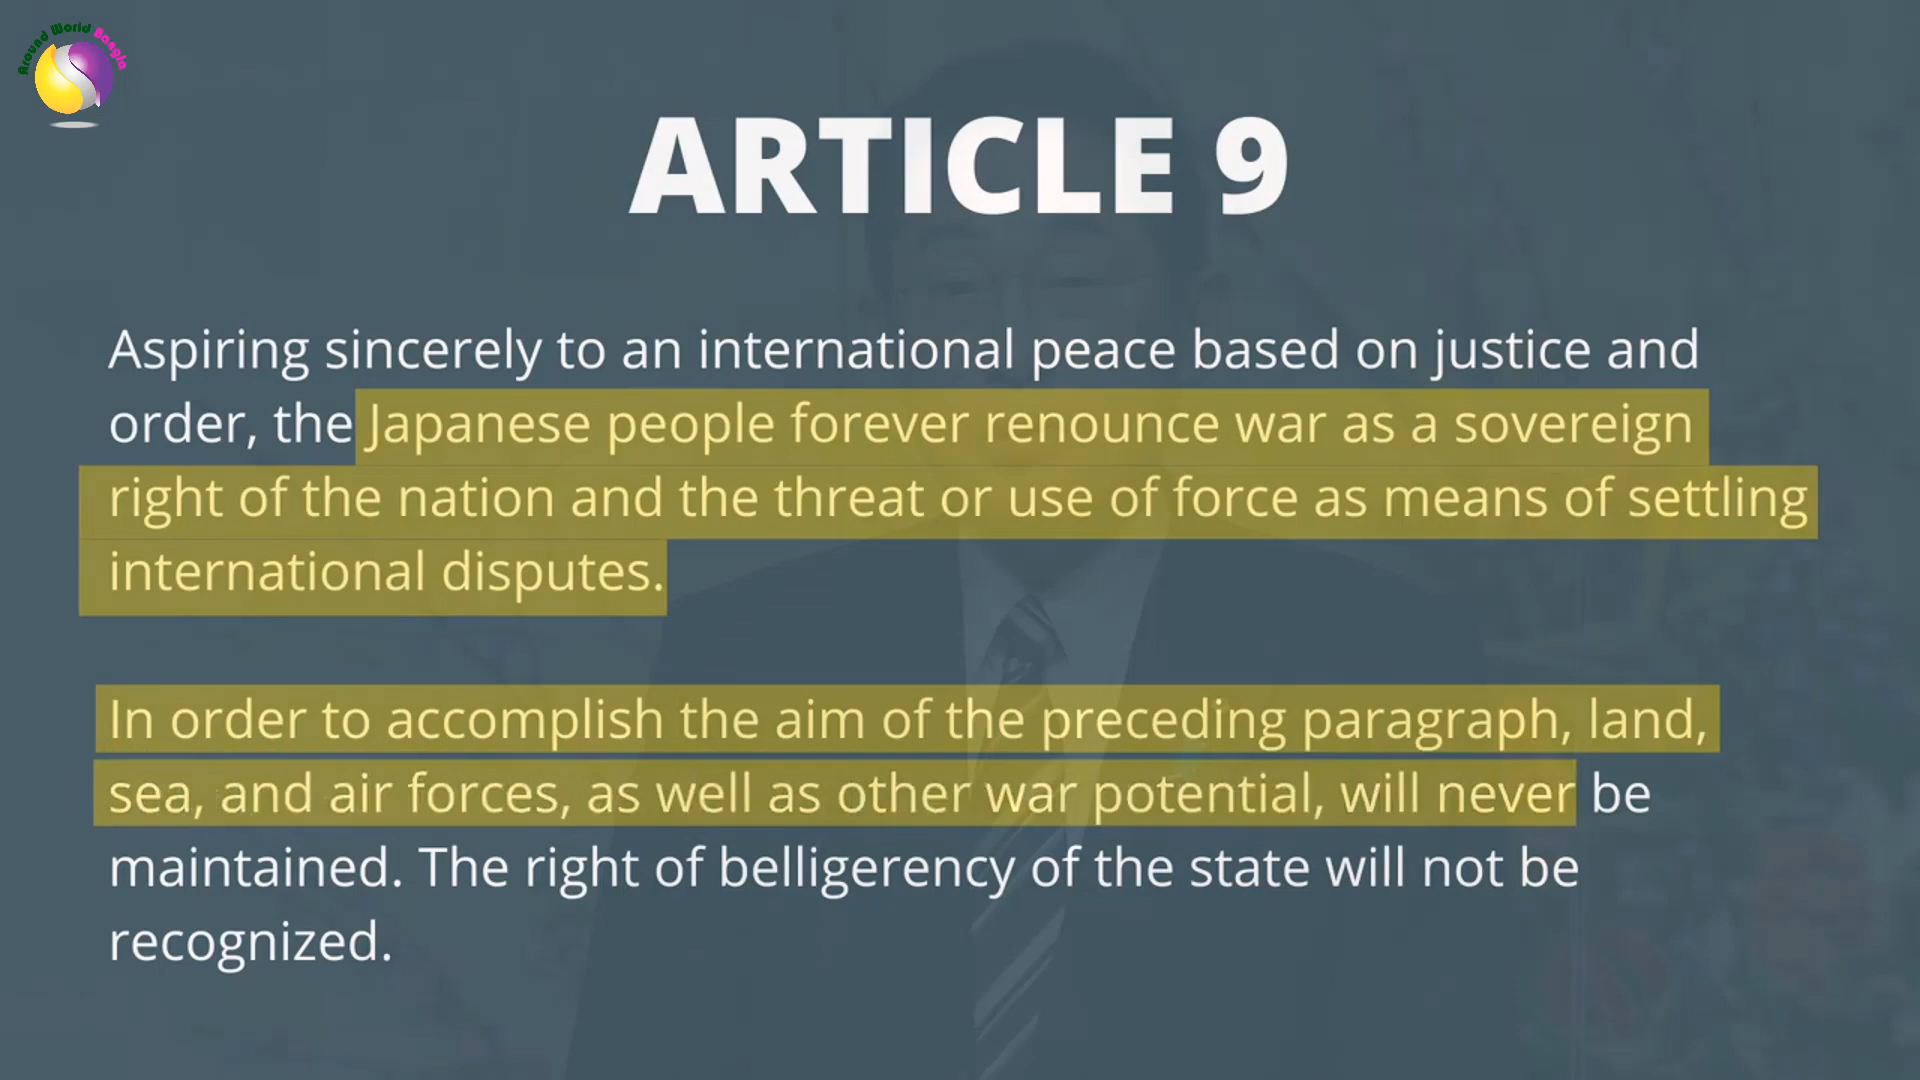 Around World Bangla
ARTICLE 9
Aspiring sincerely to an international peace based on justice and
order, the Japanese people forever renounce war as a sovereign
right of the nation and the threat or use of force as means of settling
international disputes.
In order to accomplish the aim of the preceding paragraph, land,
sea, and air forces, as well as other war potential, will never be
maintained. The right of belligerency of the state will not be
recognized.